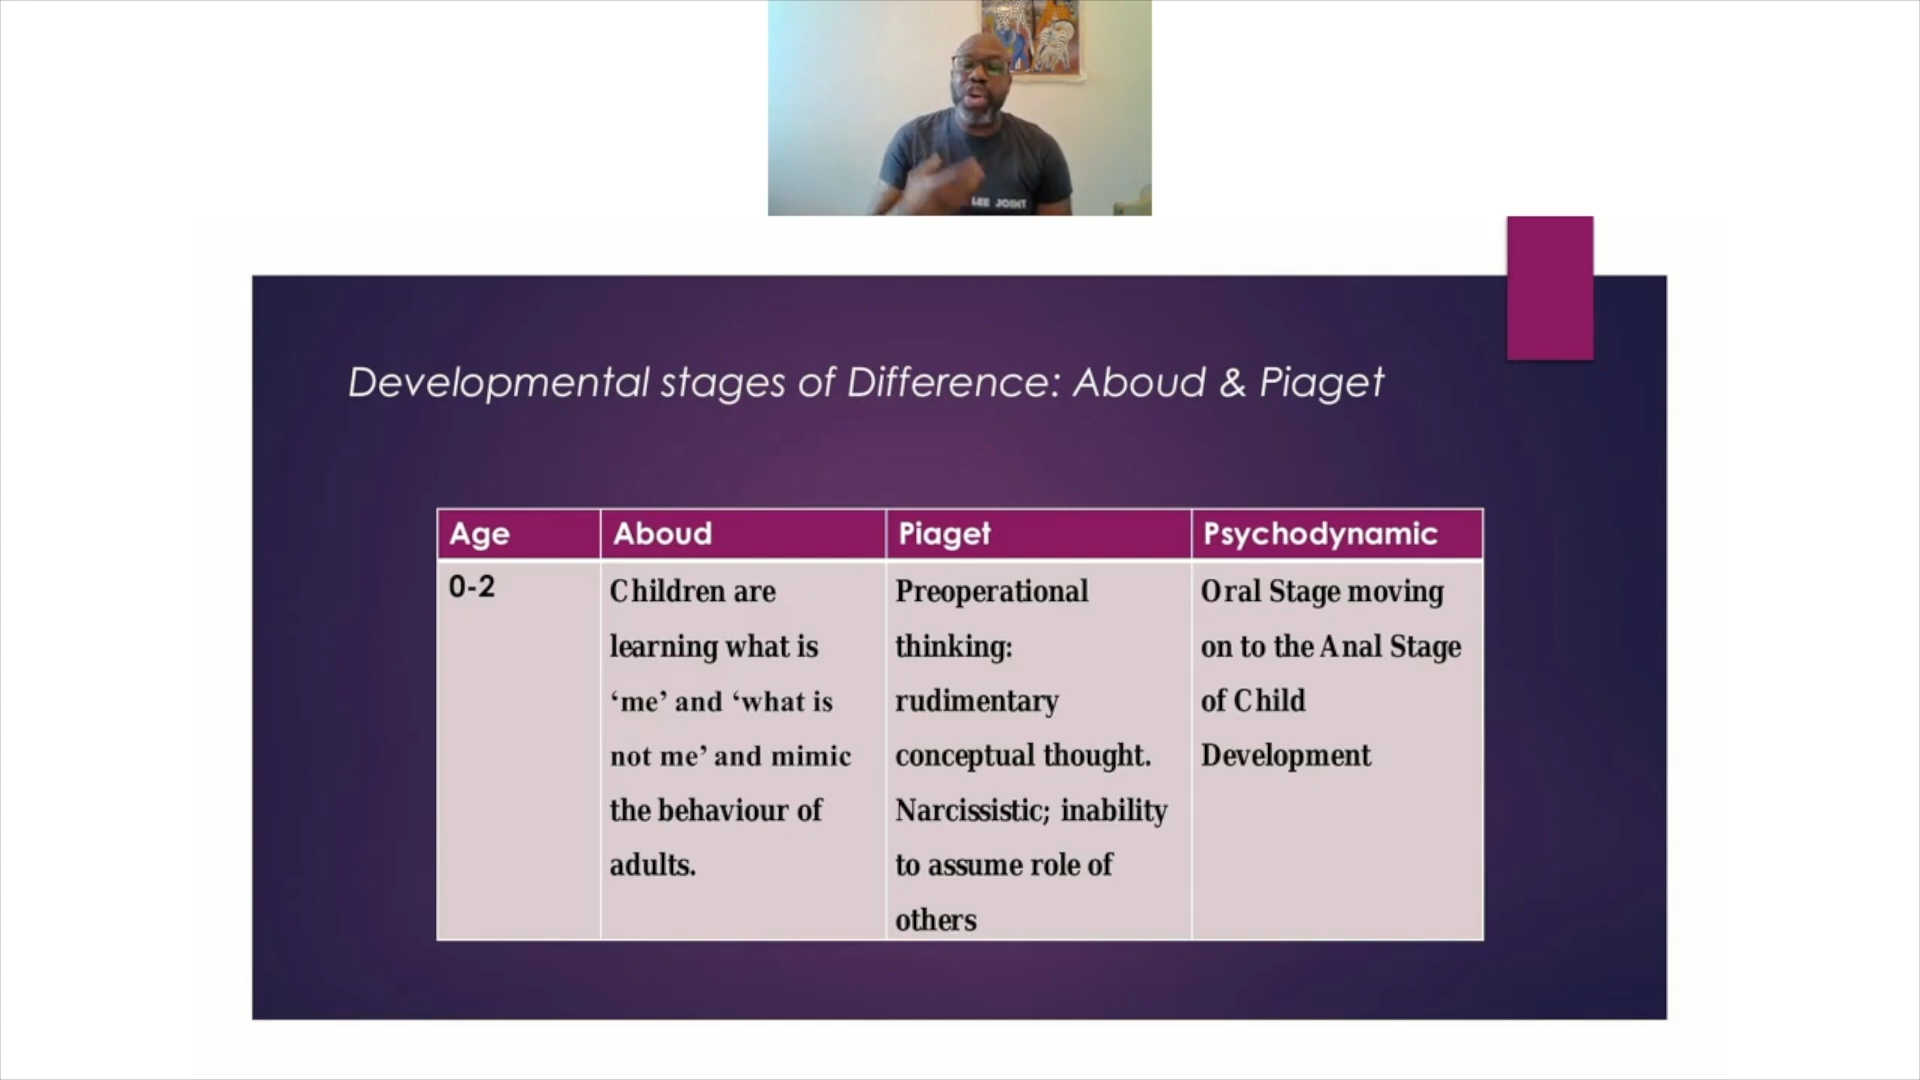 LEE JOINT
Developmental stages of Difference: Aboud & Piaget
Age
Aboud
Piaget
Psychodynamic
0-2
Children are
learning what is
‘me’ and ‘what is
not me’ and mimic
the behaviour of
adults.
Preoperational
thinking:
rudimentary
conceptual thought.
Narcissistic; inability
to assume role of
others
Oral Stage moving
on to the Anal Stage
of Child
Development